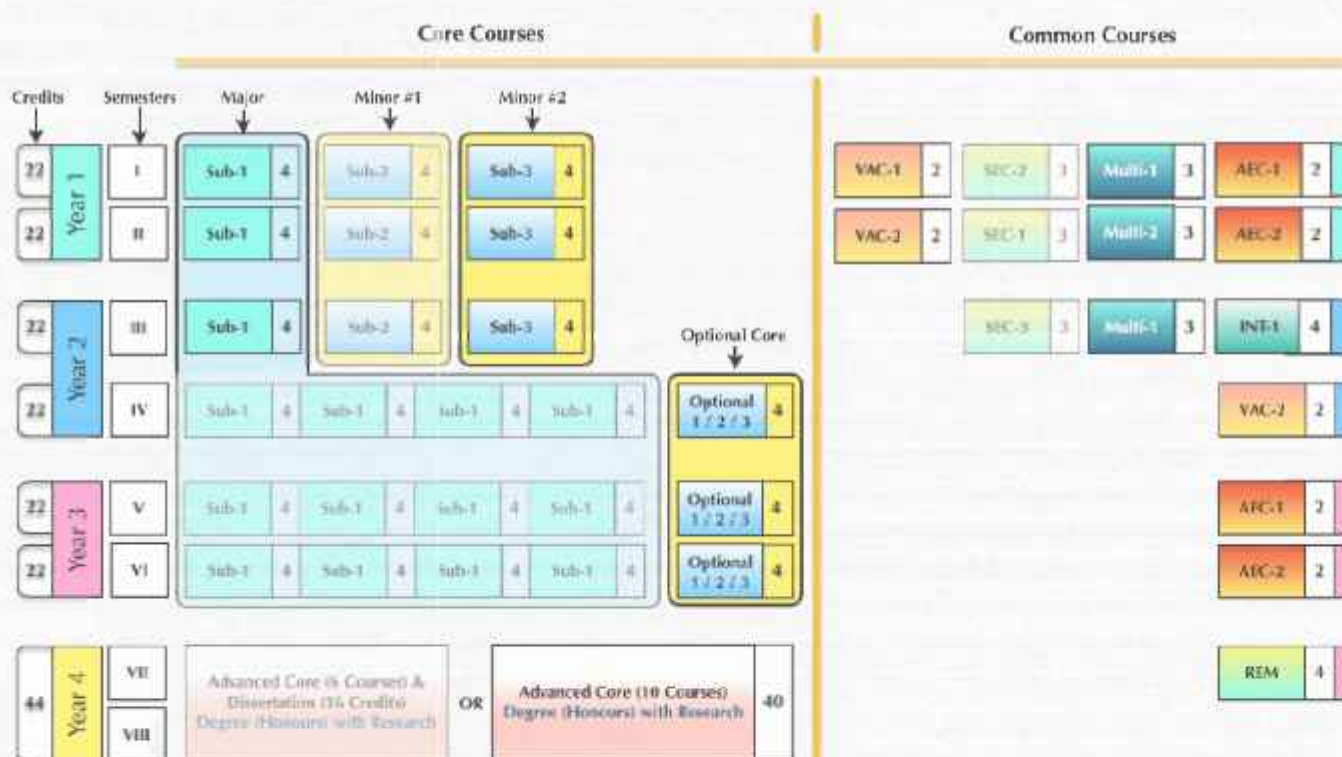 Core Courses
Common Courses
Credits Semesters Major Minor #1 Minor #2
22 Year 1 I Sub-1 4 Sub-2 4 Sub-3 4 VAC-1 2 SEC-2 3 Multi-1 3 AEC-1 2
22 II Sub-1 4 Sub-2 4 Sub-3 4 VAC-2 2 SEC-1 3 Multi-2 3 AEC-2 2
22 Year 2 III Sub-1 4 Sub-2 4 Sub-3 4 SEC-3 3 Multi-1 3 INT-1 4
Optional Core
22 IV Sub-1 4 Sub-1 4 Sub-1 4 Sub-1 4 Optional 4 VAC-2 2
1 / 2 / 3
22 Year 3 V Sub-1 4 Sub-1 4 Sub-1 4 Sub-1 4 Optional 4 AEC-1 2
1 / 2 / 3
22 VI Sub-1 4 Sub-1 4 Sub-1 4 Sub-1 4 Optional 4 AEC-2 2
1 / 2 / 3
44 Year 4 VII REM 4
VIII
Advanced Core (6 Courses) &
Dissertation (16 Credits)
Degree (Honours) with Research
OR
Advanced Core (10 Courses)
Degree (Honours) with Research
40